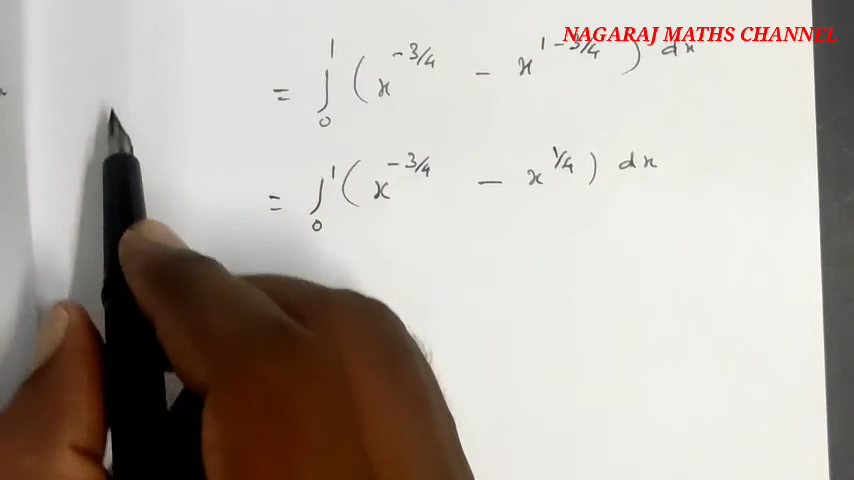 NAGARAJ MATHS CHANNEL
= ∫₀¹ (x^(-3/4) - x^(1-3/4)) dx
= ∫₀¹ (x^(-3/4) - x^(1/4)) dx